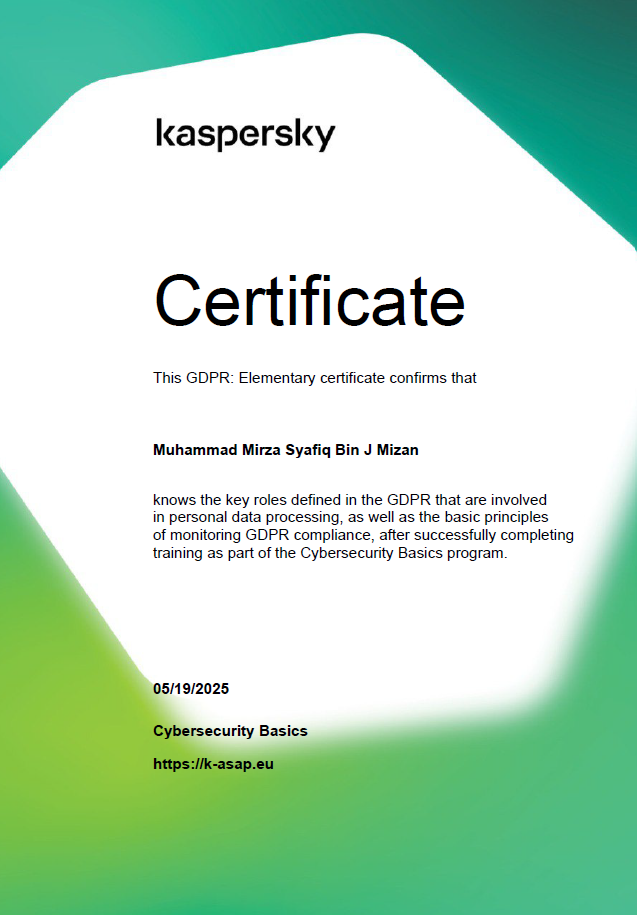 kaspersky
Certificate
This GDPR: Elementary certificate confirms that
Muhammad Mirza Syafiq Bin J Mizan
knows the key roles defined in the GDPR that are involved
in personal data processing, as well as the basic principles
of monitoring GDPR compliance, after successfully completing
training as part of the Cybersecurity Basics program.
05/19/2025
Cybersecurity Basics
https://k-asap.eu